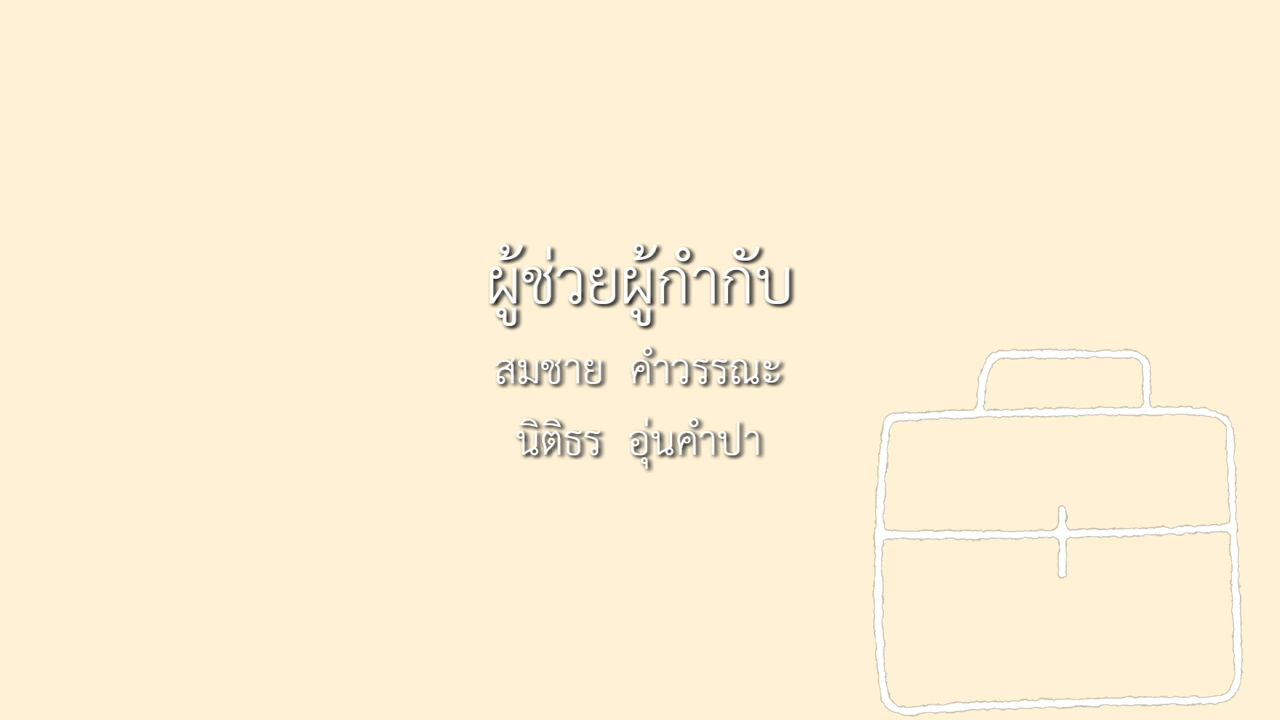 ผู้ช่วยผู้กำกับ
สมชาย คำวรรณะ
นิติธร อุ่นคำปา